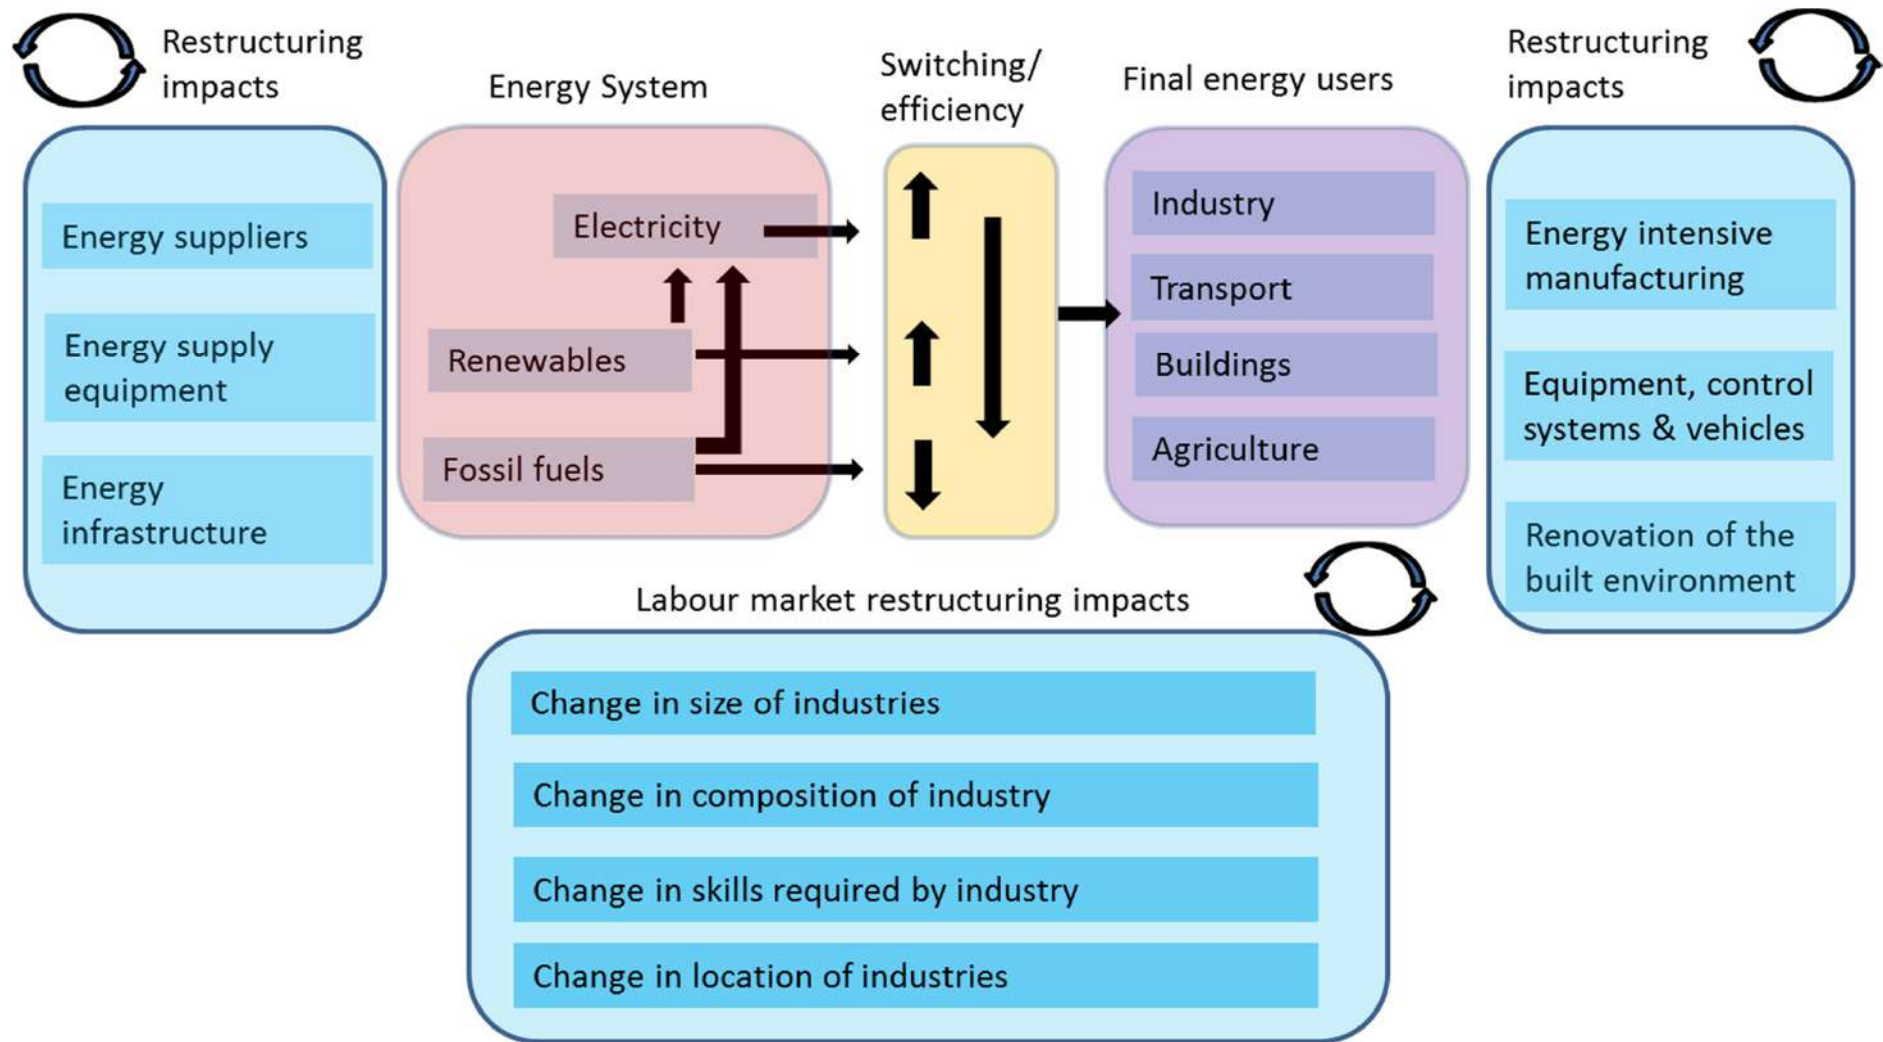 Restructuring
impacts
Energy suppliers
Energy supply
equipment
Energy
infrastructure
Energy System
Electricity
Renewables
Fossil fuels
Switching/
efficiency
Final energy users
Industry
Transport
Buildings
Agriculture
Restructuring
impacts
Energy intensive
manufacturing
Equipment, control
systems & vehicles
Renovation of the
built environment
Labour market restructuring impacts
Change in size of industries
Change in composition of industry
Change in skills required by industry
Change in location of industries